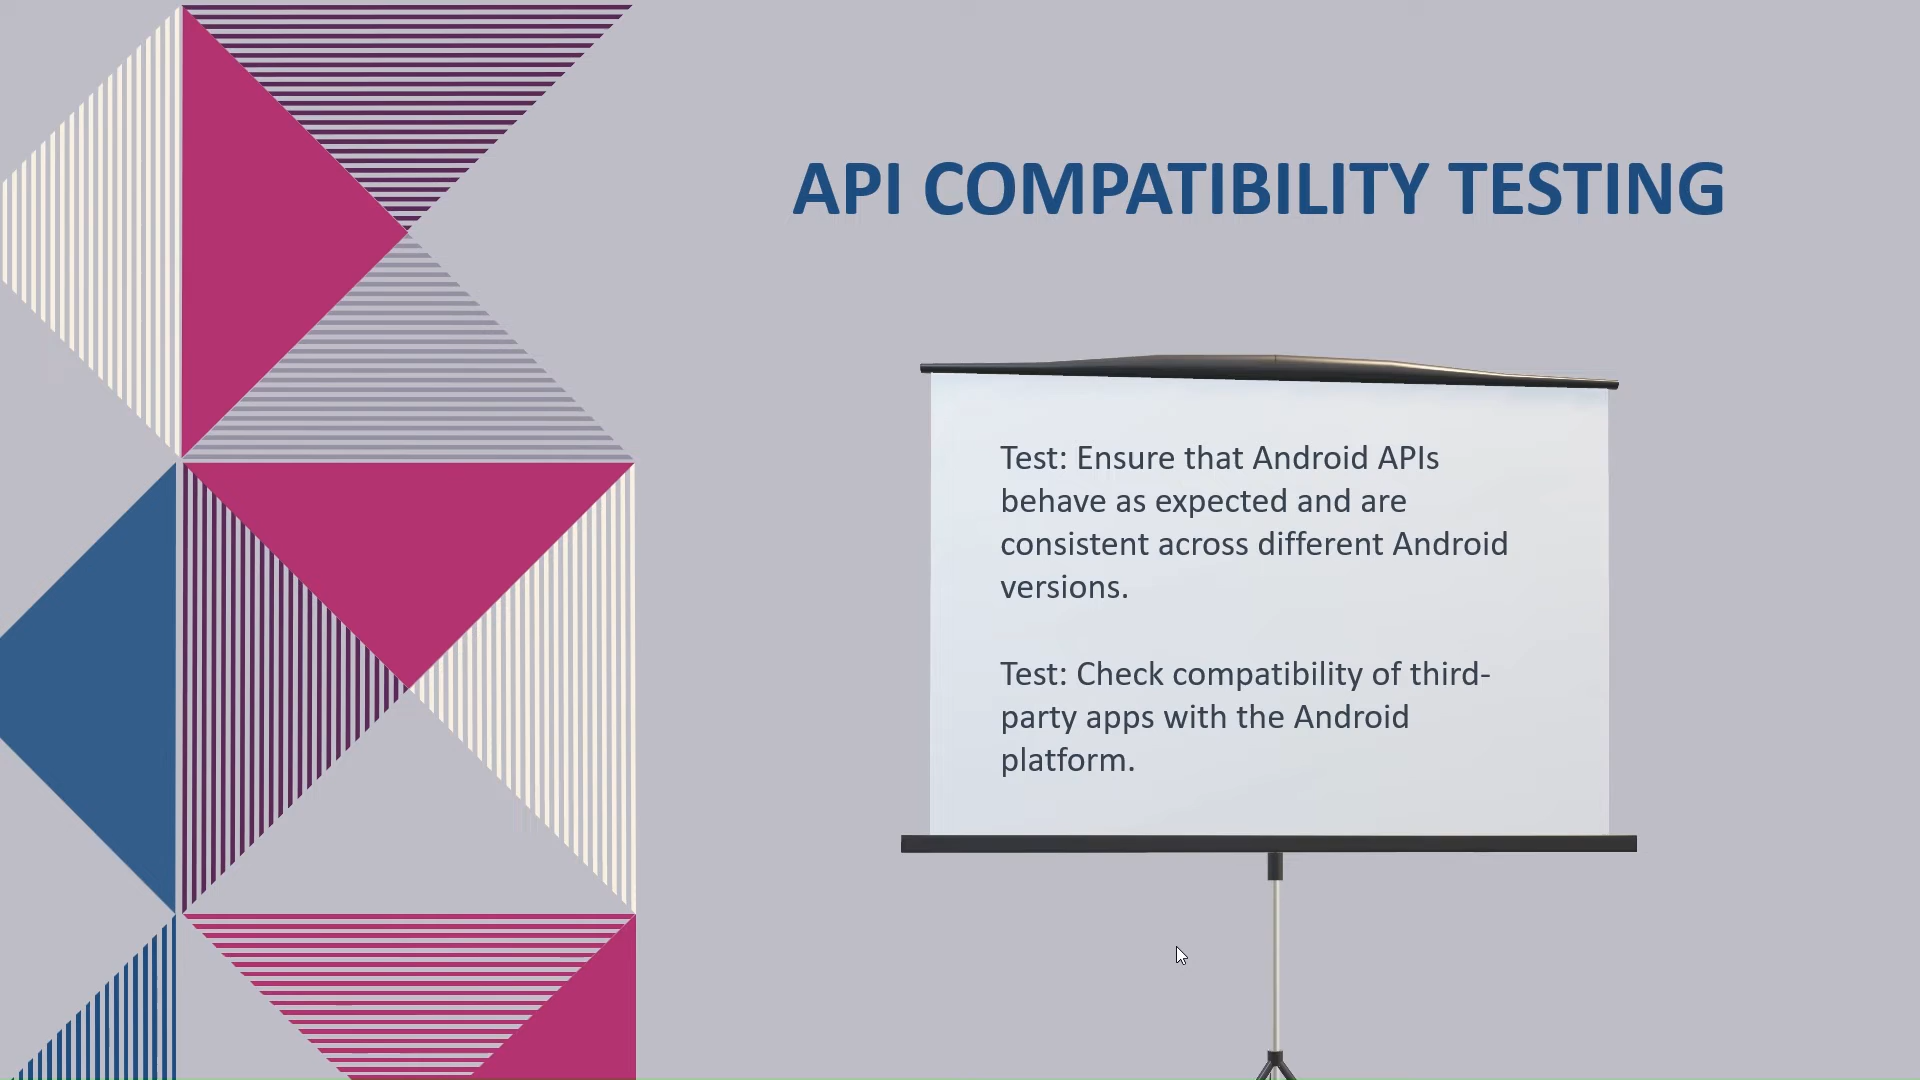 API COMPATIBILITY TESTING
Test: Ensure that Android APIs
behave as expected and are
consistent across different Android
versions.
Test: Check compatibility of third-
party apps with the Android
platform.